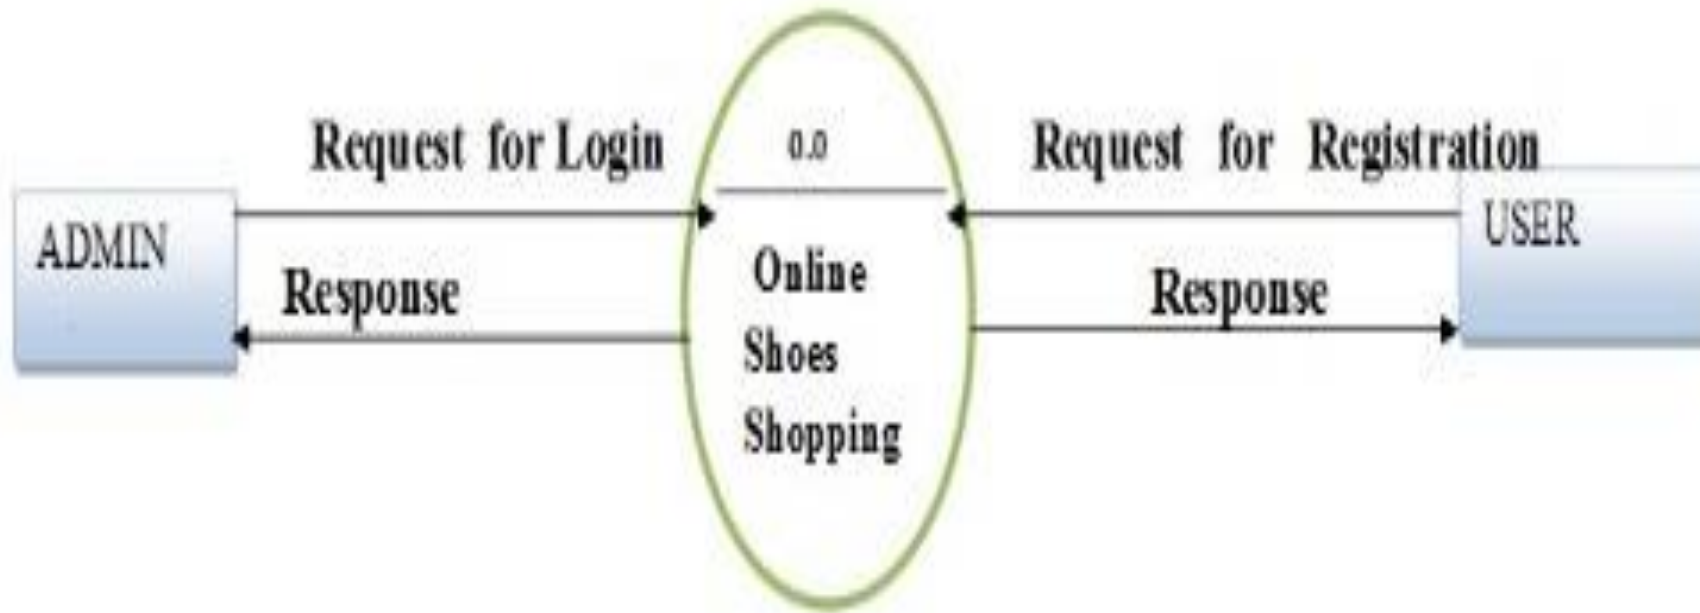 Request for Login
0.0
Request for Registration
ADMIN
USER
Response
Online
Shoes
Shopping
Response